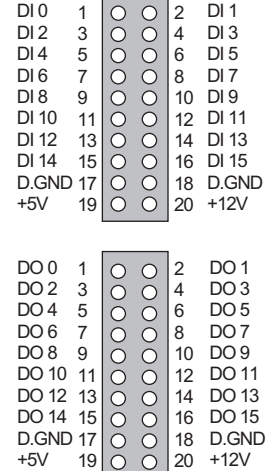 DI 0 1 2 DI 1
DI 2 3 4 DI 3
DI 4 5 6 DI 5
DI 6 7 8 DI 7
DI 8 9 10 DI 9
DI 10 11 12 DI 11
DI 12 13 14 DI 13
DI 14 15 16 DI 15
D.GND 17 18 D.GND
+5V 19 20 +12V
DO 0 1 2 DO 1
DO 2 3 4 DO 3
DO 4 5 6 DO 5
DO 6 7 8 DO 7
DO 8 9 10 DO 9
DO 10 11 12 DO 11
DO 12 13 14 DO 13
DO 14 15 16 DO 15
D.GND 17 18 D.GND
+5V 19 20 +12V